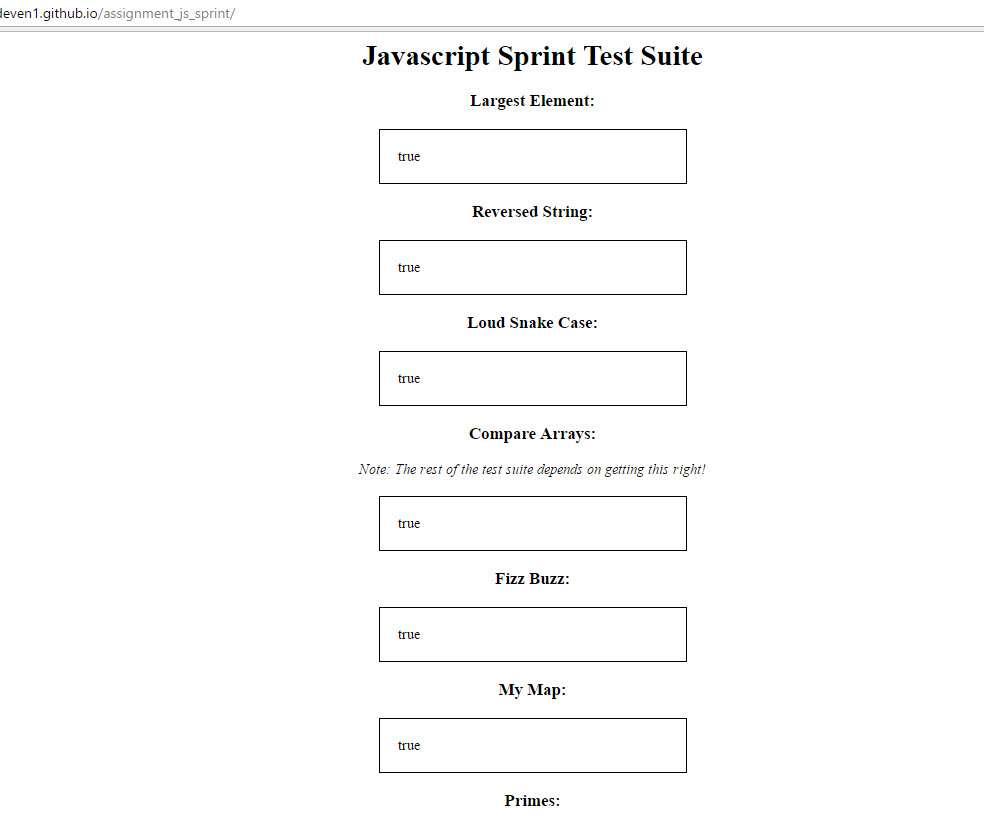 deven1.github.io/assignment_js_sprint/
Javascript Sprint Test Suite
Largest Element:
true
Reversed String:
true
Loud Snake Case:
true
Compare Arrays:
Note: The rest of the test suite depends on getting this right!
true
Fizz Buzz:
true
My Map:
true
Primes: